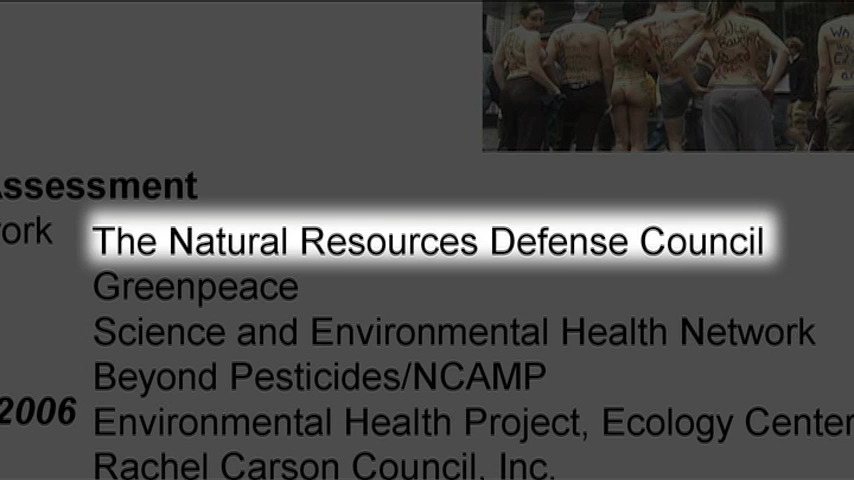 Assessment
ork
The Natural Resources Defense Council
Greenpeace
Science and Environmental Health Network
Beyond Pesticides/NCAMP
2006
Environmental Health Project, Ecology Center
Rachel Carson Council, Inc.